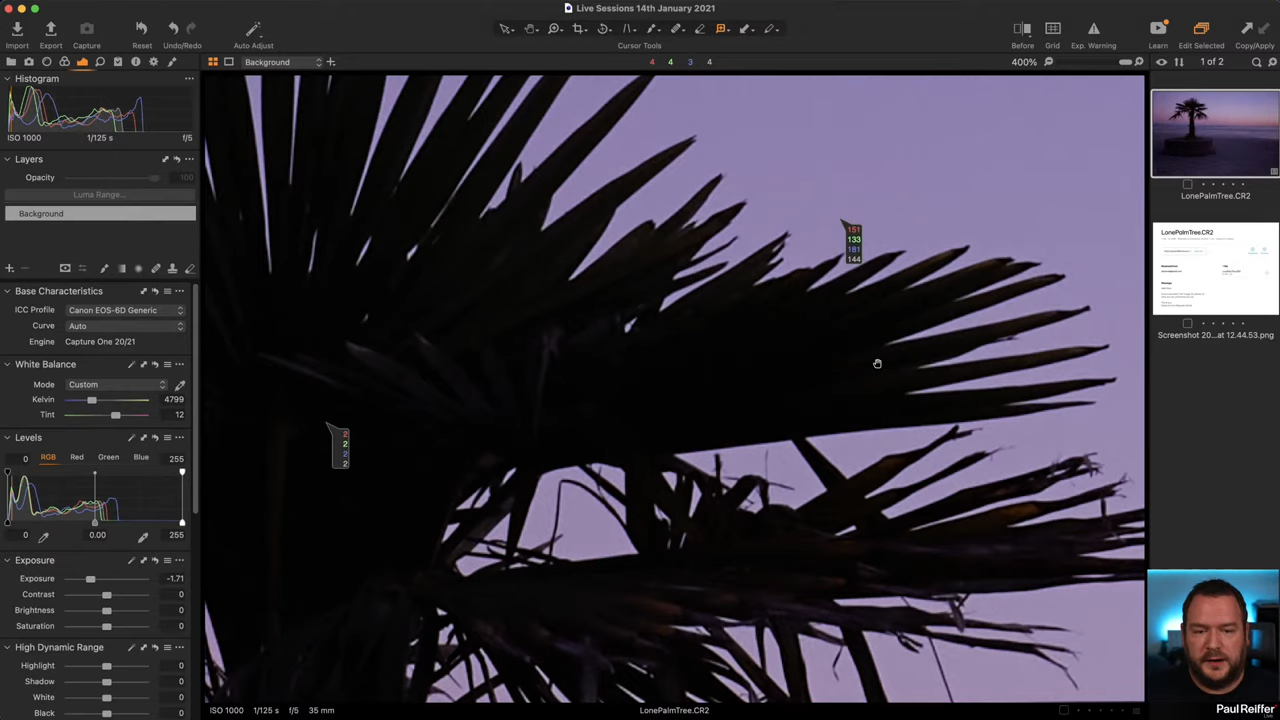 Live Sessions 14th January 2021
Import
Export
Capture
Reset
Undo/Redo
Auto Adjust
Cursor Tools
Before
Grid
Exp. Warning
Learn
Edit Selected
Copy/Apply
Background
4 4 3 4
400%
1 of 2
Histogram
ISO 1000 1/125 s f/5
Layers
Opacity 100
Luma Range...
Background
Base Characteristics
ICC Profile Canon EOS-6D Generic
Curve Auto
Engine Capture One 20/21
White Balance
Mode Custom
Kelvin 4799
Tint 12
Levels
0 RGB Red Green Blue 255
0 0.00 255
Exposure
Exposure -1.71
Contrast 0
Brightness 0
Saturation 0
High Dynamic Range
Highlight 0
Shadow 0
White 0
Black 0
151
133
181
144
2
2
2
2
ISO 1000 1/125 s f/5 35 mm
LonePalmTree.CR2
LonePalmTree.CR2
LonePalmTree.CR2
Screenshot 20...at 12.44.53.png
PaulReiffer
Live